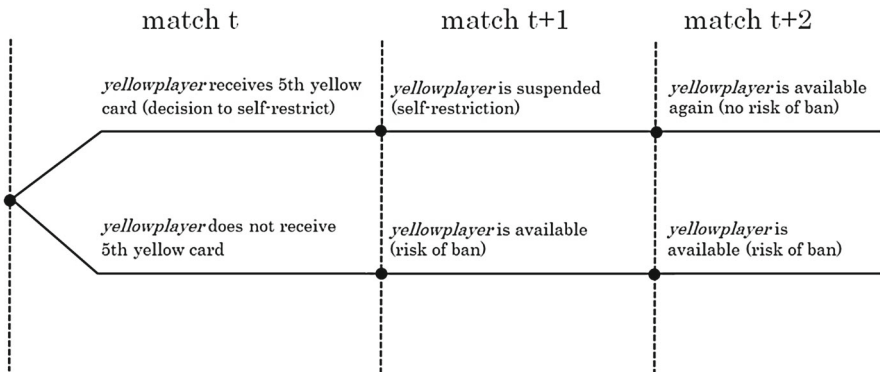 match t
match t+1
match t+2
yellowplayer receives 5th yellow
card (decision to self-restrict)
yellowplayer is suspended
(self-restriction)
yellowplayer is available
again (no risk of ban)
yellowplayer does not receive
5th yellow card
yellowplayer is available
(risk of ban)
yellowplayer is
available (risk of ban)